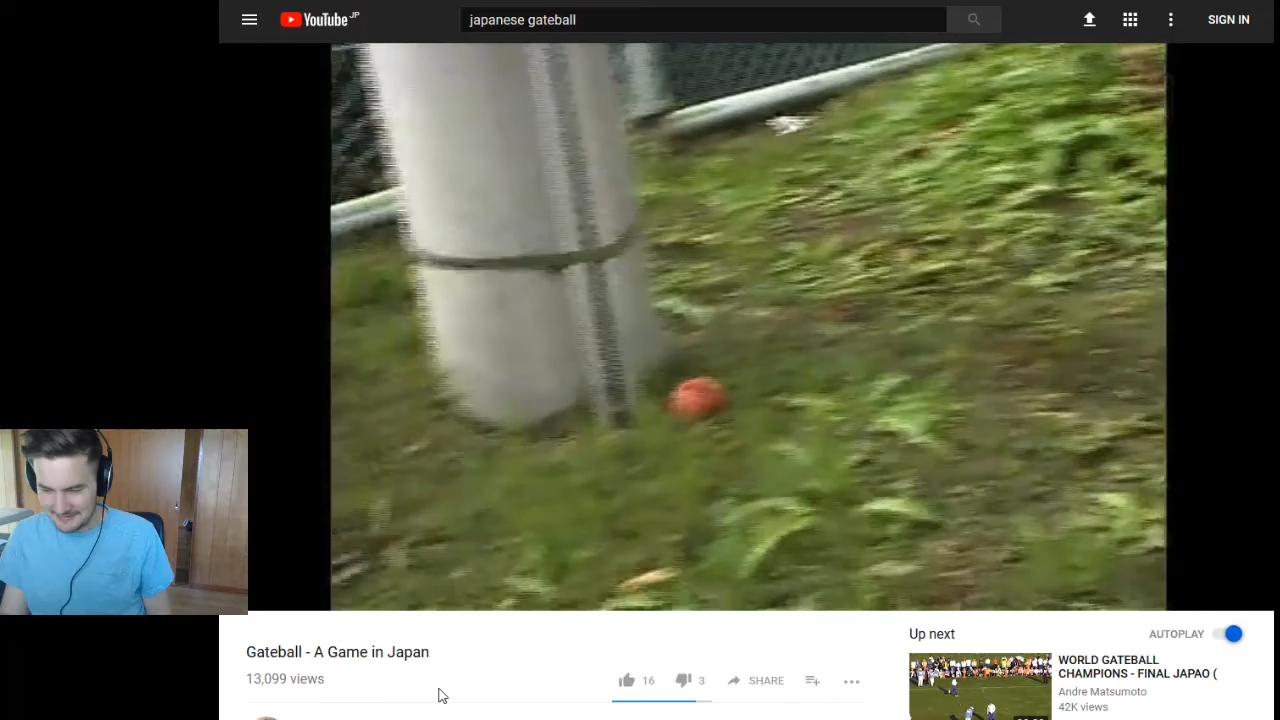 YouTube JP
japanese gateball
SIGN IN
Gateball - A Game in Japan
13,099 views
16
3
SHARE
Up next
AUTOPLAY
WORLD GATEBALL
CHAMPIONS - FINAL JAPAO (
Andre Matsumoto
42K views